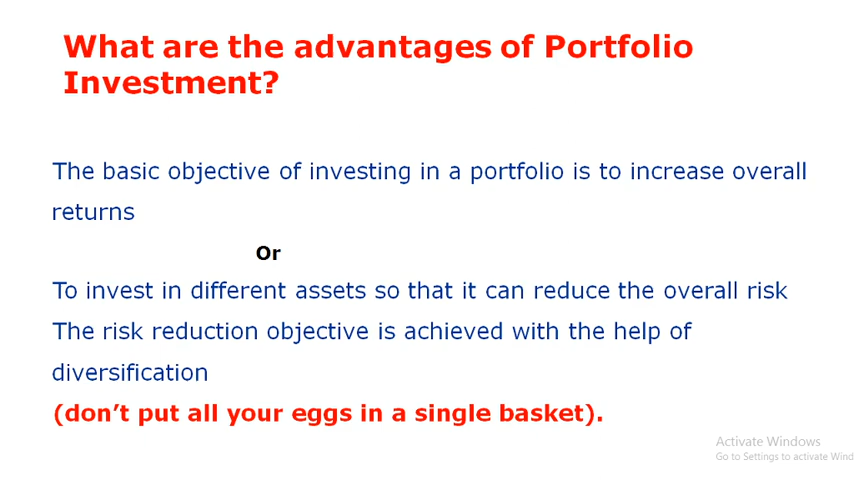 What are the advantages of Portfolio
Investment?
The basic objective of investing in a portfolio is to increase overall
returns
Or
To invest in different assets so that it can reduce the overall risk
The risk reduction objective is achieved with the help of
diversification
(don’t put all your eggs in a single basket).
Activate Windows
Go to Settings to activate Wind